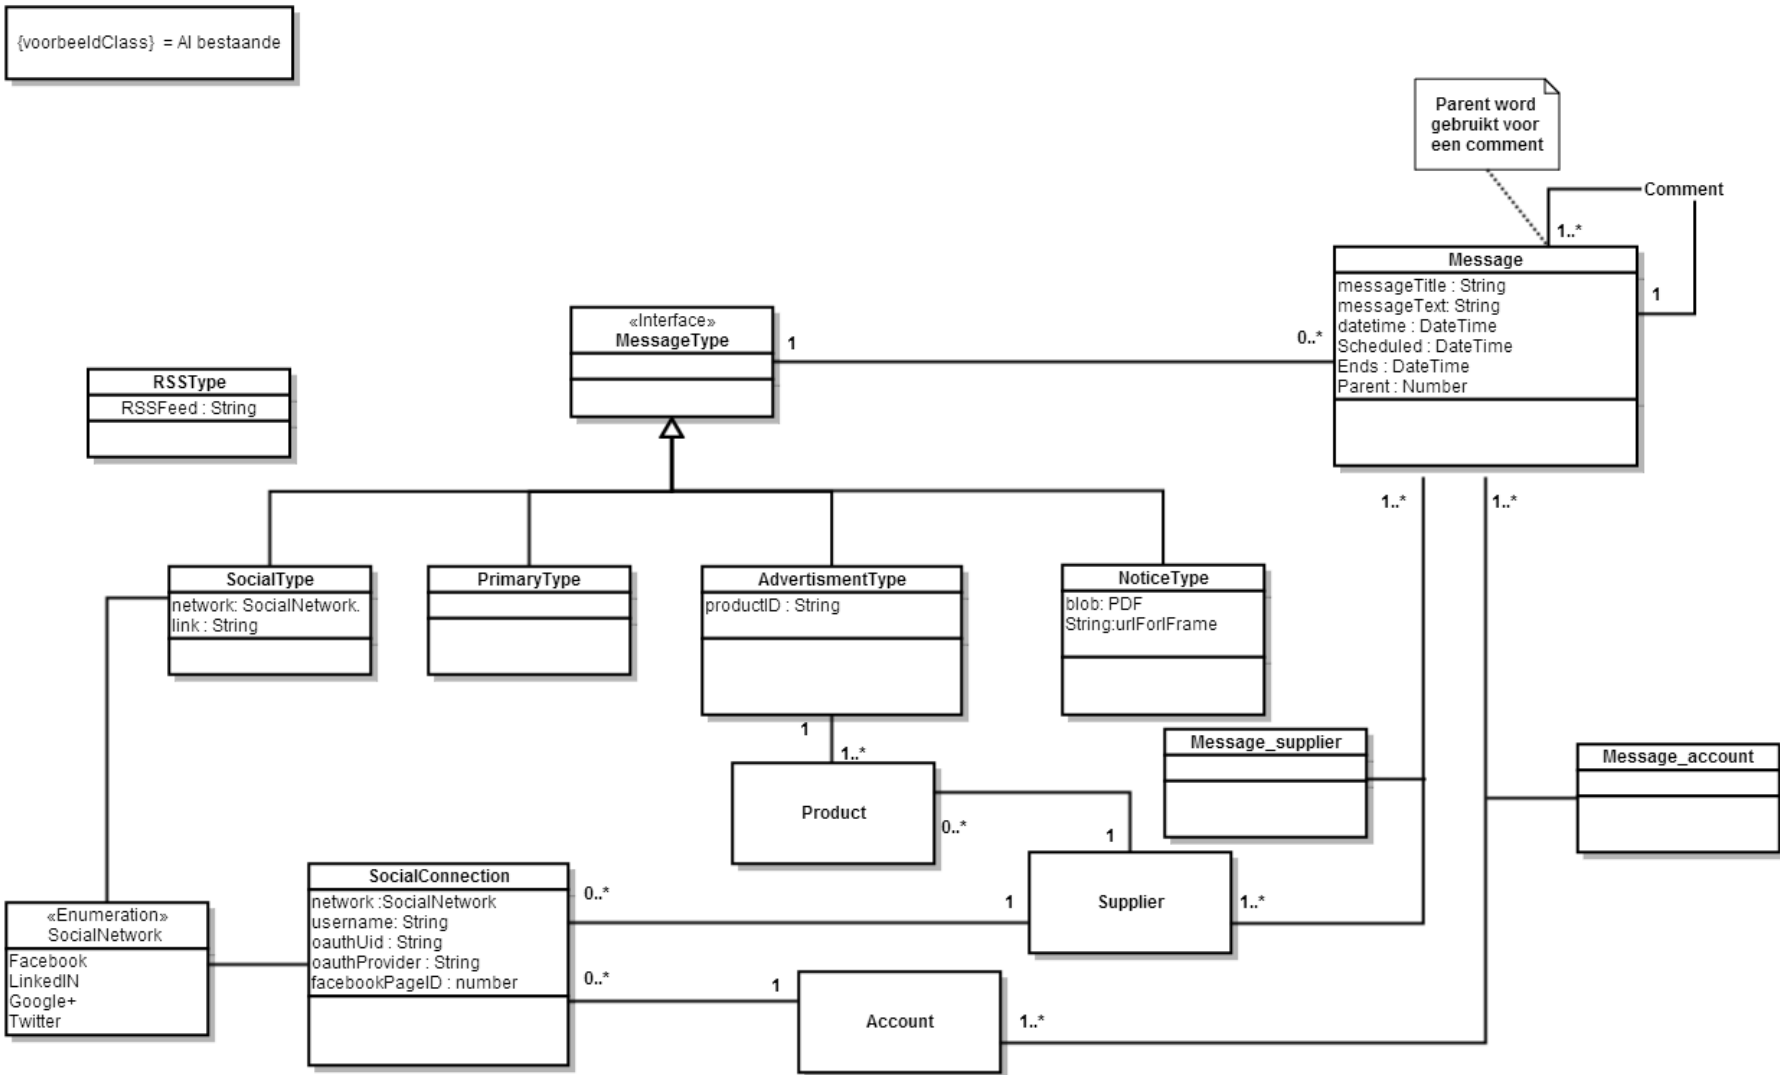 {voorbeeldClass} = Al bestaande
Parent word
gebruikt voor
een comment
Comment
1..*
Message
messageTitle : String
messageText: String
datetime : DateTime
Scheduled : DateTime
Ends : DateTime
Parent : Number
1
«Interface»
MessageType
1
0..*
RSSType
RSSFeed : String
1..*
1..*
SocialType
network: SocialNetwork.
link : String
PrimaryType
AdvertismentType
productID : String
NoticeType
blob: PDF
String:urlForIFrame
1
1..*
Message_supplier
Message_account
Product
0..*
1
SocialConnection
network :SocialNetwork
username: String
oauthUid : String
oauthProvider : String
facebookPageID : number
0..*
1
Supplier
1..*
«Enumeration»
SocialNetwork
Facebook
LinkedIN
Google+
Twitter
0..*
1
Account
1..*